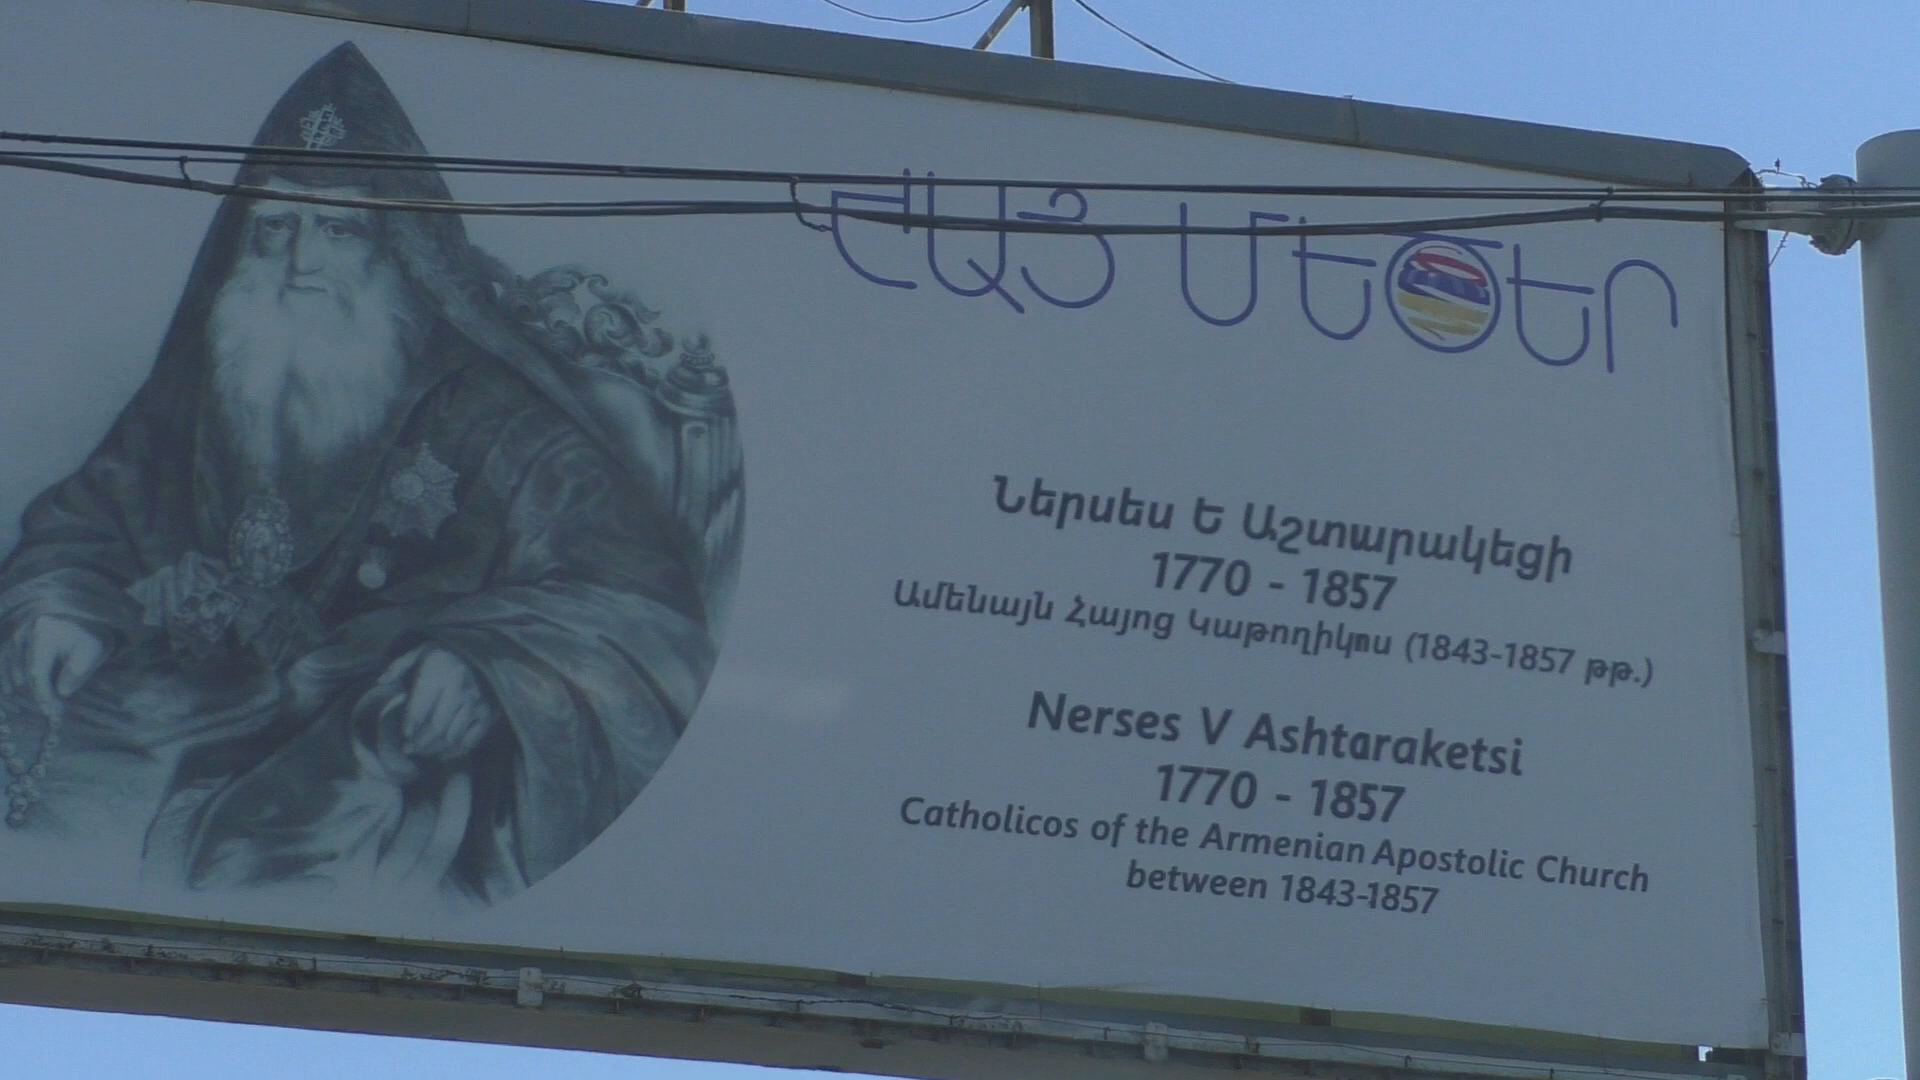 ՀԱՅ ՄԵԾԵՐ
Ներսես Ե Աշտարակեցի
1770 - 1857
Ամենայն Հայոց Կաթողիկոս (1843-1857 թթ.)
Nerses V Ashtaraketsi
1770 - 1857
Catholicos of the Armenian Apostolic Church
between 1843-1857